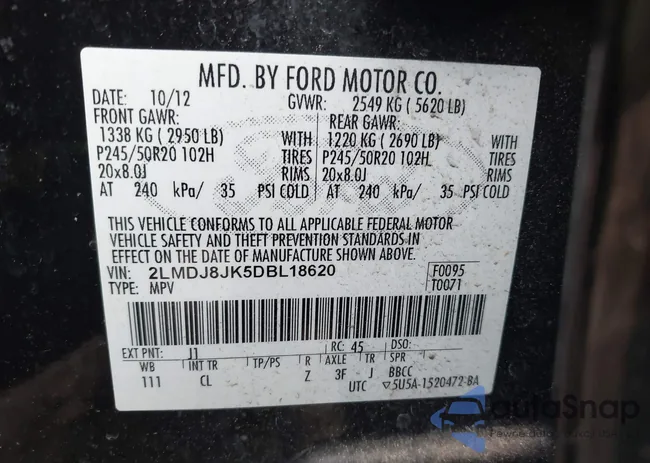 MFD. BY FORD MOTOR CO.
DATE: 10/12 GVWR: 2549 KG ( 5620 LB)
FRONT GAWR: REAR GAWR:
1338 KG ( 2950 LB) WITH 1220 KG ( 2690 LB) WITH
P245/50R20 102H TIRES P245/50R20 102H TIRES
20x8.0J RIMS 20x8.0J RIMS
AT 240 kPa/ 35 PSI COLD AT 240 kPa/ 35 PSI COLD
THIS VEHICLE CONFORMS TO ALL APPLICABLE FEDERAL MOTOR
VEHICLE SAFETY AND THEFT PREVENTION STANDARDS IN
EFFECT ON THE DATE OF MANUFACTURE SHOWN ABOVE.
VIN: 2LMDJ8JK5DBL18620 F0095
TYPE: MPV T0071
EXT PNT: J1 RC: 45 DSO:
WB INT TR TP/PS R AXLE TR SPR
111 CL Z 3F J BBCC
UTC ▽5U5A-1520472-BA
autoSnap